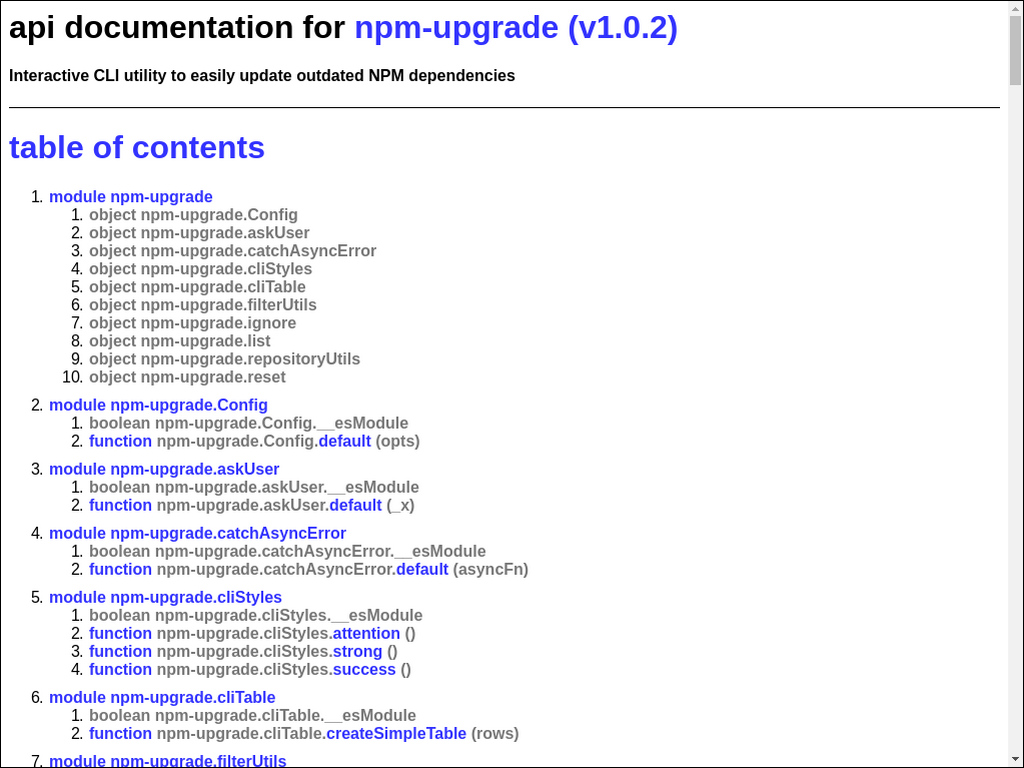 api documentation for npm-upgrade (v1.0.2)
Interactive CLI utility to easily update outdated NPM dependencies
table of contents
1. module npm-upgrade
1. object npm-upgrade.Config
2. object npm-upgrade.askUser
3. object npm-upgrade.catchAsyncError
4. object npm-upgrade.cliStyles
5. object npm-upgrade.cliTable
6. object npm-upgrade.filterUtils
7. object npm-upgrade.ignore
8. object npm-upgrade.list
9. object npm-upgrade.repositoryUtils
10. object npm-upgrade.reset
2. module npm-upgrade.Config
1. boolean npm-upgrade.Config.__esModule
2. function npm-upgrade.Config.default (opts)
3. module npm-upgrade.askUser
1. boolean npm-upgrade.askUser.__esModule
2. function npm-upgrade.askUser.default (_x)
4. module npm-upgrade.catchAsyncError
1. boolean npm-upgrade.catchAsyncError.__esModule
2. function npm-upgrade.catchAsyncError.default (asyncFn)
5. module npm-upgrade.cliStyles
1. boolean npm-upgrade.cliStyles.__esModule
2. function npm-upgrade.cliStyles.attention ()
3. function npm-upgrade.cliStyles.strong ()
4. function npm-upgrade.cliStyles.success ()
6. module npm-upgrade.cliTable
1. boolean npm-upgrade.cliTable.__esModule
2. function npm-upgrade.cliTable.createSimpleTable (rows)
7. module npm-upgrade.filterUtils